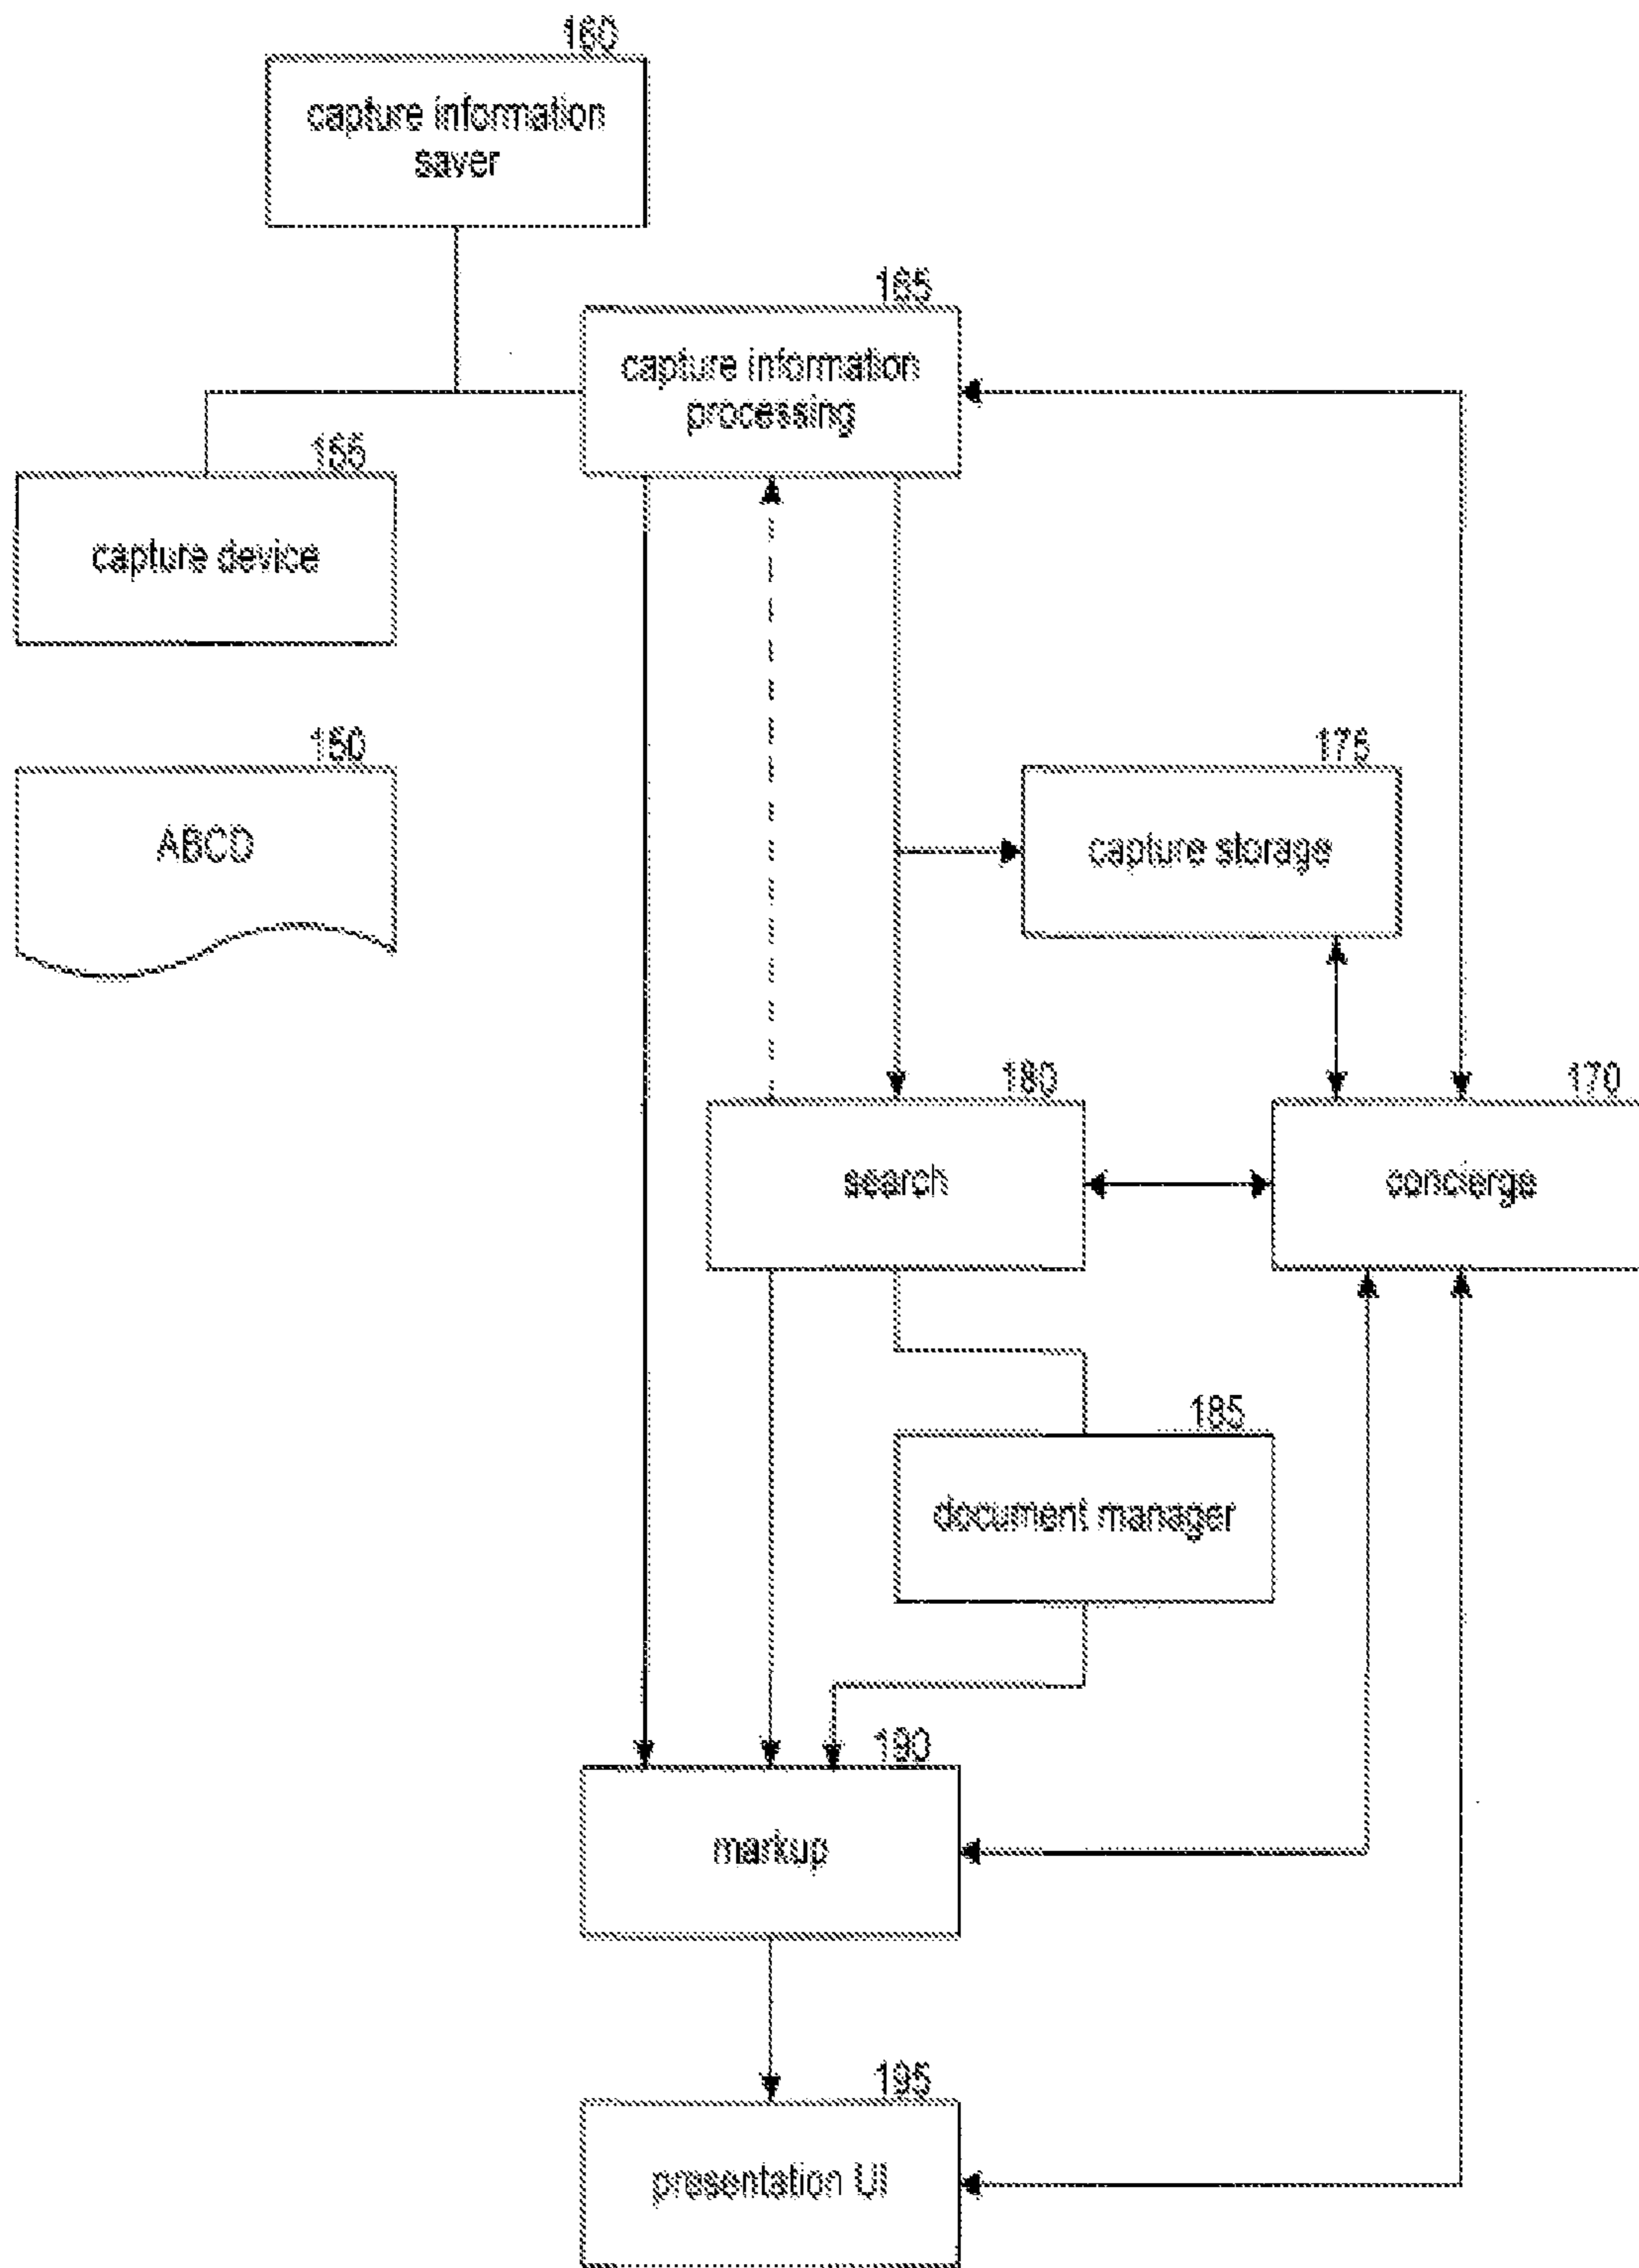 160
capture information
saver
165
capture information
processing
155
capture device
150
ABCD
175
capture storage
180
search
170
concierge
185
document manager
190
markup
195
presentation UI